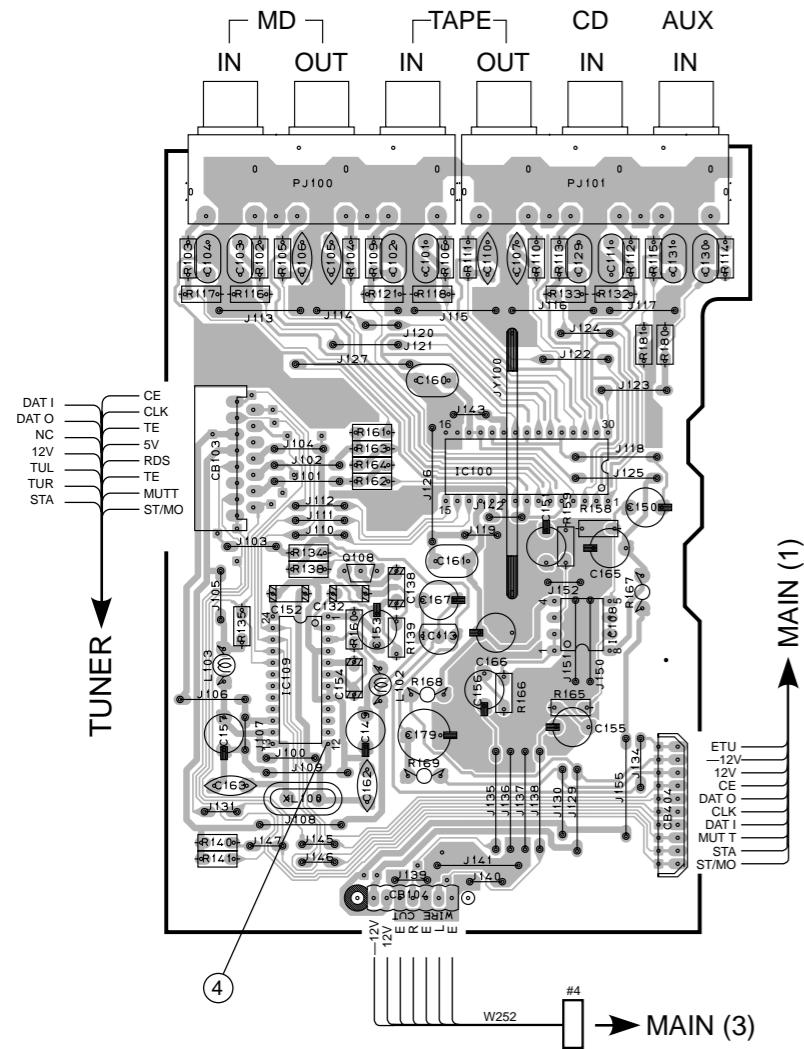 MD TAPE CD AUX
IN OUT IN OUT IN IN
PJ100 PJ101
R103 C104 C103 R102 R105 C106 C105 R104 R109 C102 C101 R106 R111 C110 C107 R110 R113 C129 C111 R112 R115 C131 C130 R114
R117 R116 R121 R118 R133 R132
J113 J114 J115 J116 J117
J120 J124
J121 R181 R180
J127 JY100 J122
C160 J123
DAT I
DAT O
NC
12V
TUL
TUR
STA
CE
CLK
TE
5V
RDS
TE
MUTT
ST/MO
TUNER
CB103
J104
J102
J101
R161
R163
R164
R162
J126
J143
16 30
IC100
15 1
J118
J125
J112
J111
J110
J142
J119
R159
R158
C150
J103
R134
R138
Q108
C161
C165
R167
J105
C152 C132
C138
C167
J152
R135
24 1
R160
C153
R139
C113
4
1 8
IC108
L103
IC109
C154
L102
R168
C166
C156
R166
J151
J150
J106
R165
C157
J107
13 12
C149
C179
C155
J100
J109
R169
C163
XL100
C162
J131
J108
J135
J136
J137
J138
J130
J129
J155
J134
R140
R141
J147
J145
J146
J141
J139
J140
CB104
WIRE CUT
CB404
ETU
—12V
12V
CE
DAT O
CLK
DAT I
MUT T
STA
ST/MO
MAIN (1)
—12V
12V
E
R
E
L
E
4
W252
#4
MAIN (3)